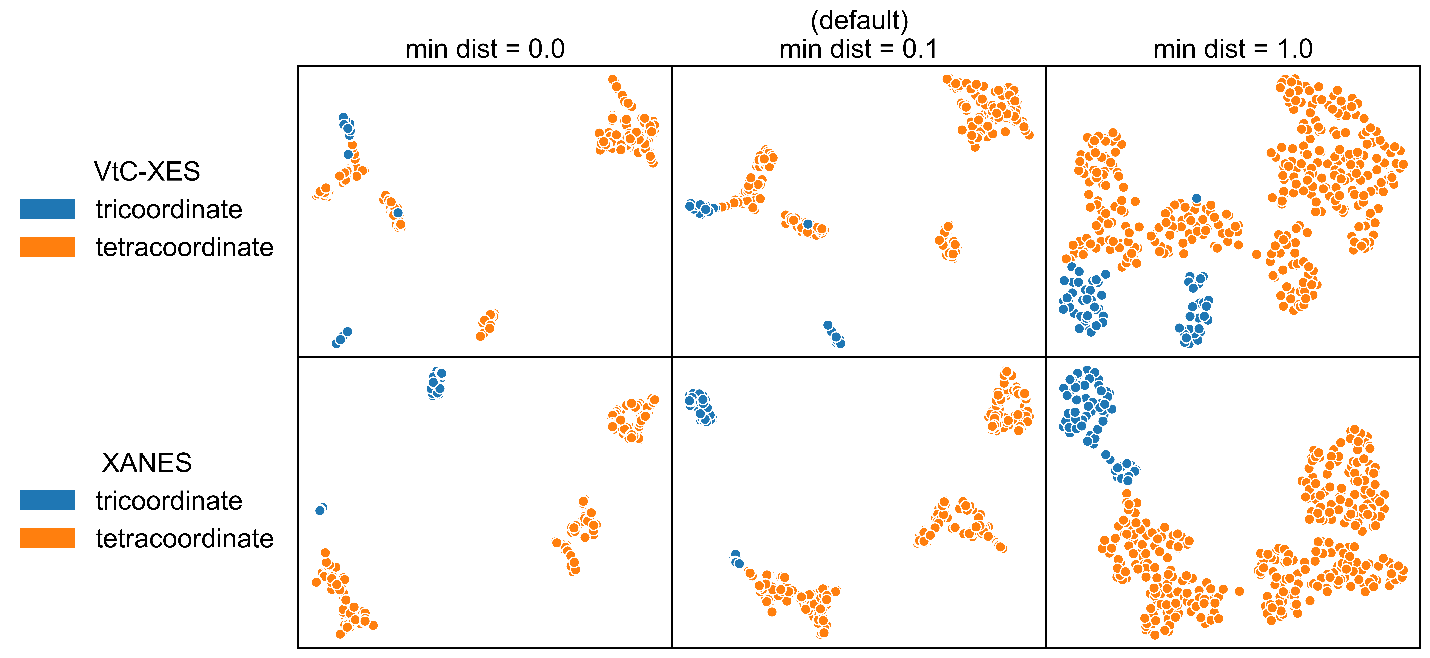 (default)
min dist = 0.0
min dist = 0.1
min dist = 1.0
VtC-XES
tricoordinate
tetracoordinate
XANES
tricoordinate
tetracoordinate